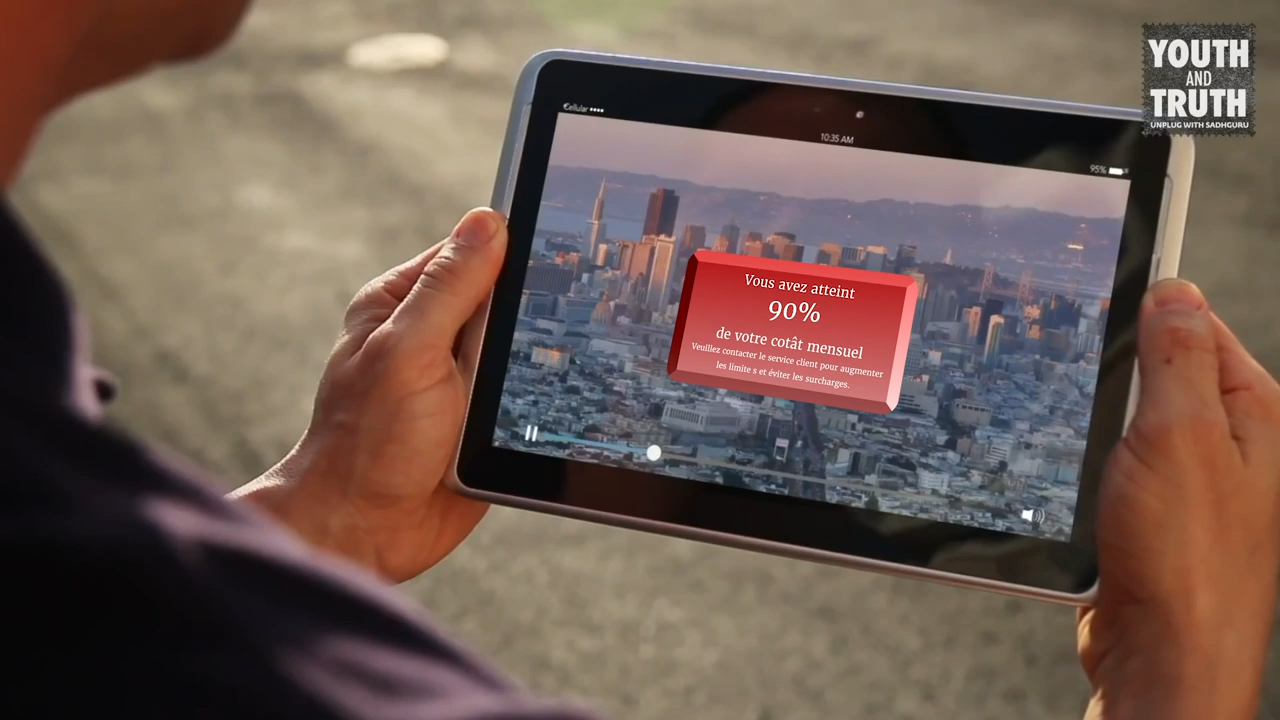 YOUTH
AND
TRUTH
UNPLUG WITH SADHGURU
Cellular
10:35 AM
95%
Vous avez atteint
90%
de votre cotât mensuel
Veuillez contacter le service client pour augmenter
les limite s et éviter les surcharges.